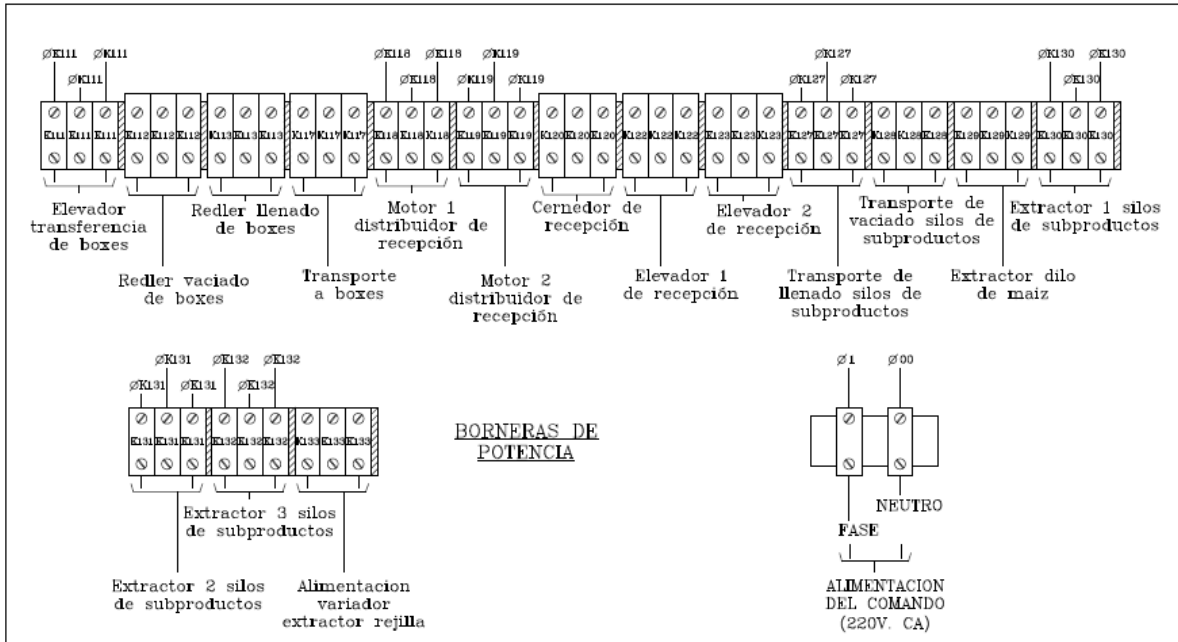 ØK111 ØK111 ØK118 ØK118 ØK119 ØK127 ØK130 ØK130
ØK111 ØK118 ØK119 ØK119 ØK127 ØK127 ØK130
K111 K111 K111 K112 K112 K112 K113 K113 K113 K117 K117 K117 K118 K118 K118 K119 K119 K119 K120 K120 K120 K122 K122 K122 K123 K123 K123 K127 K127 K127 K128 K128 K128 K129 K129 K129 K130 K130 K130
Elevador
transferencia
de boxes
Redler llenado
de boxes
Motor 1
distribuidor de
recepción
Cernedor de
recepción
Elevador 2
de recepción
Transporte de
vaciado silos de
subproductos
Extractor 1 silos
de subproductos
Redler vaciado
de boxes
Transporte
a boxes
Motor 2
distribuidor de
recepción
Elevador 1
de recepción
Transporte de
llenado silos de
subproductos
Extractor dilo
de maiz
ØK131 ØK132 ØK132
ØK131 ØK131 ØK132
K131 K131 K131 K132 K132 K132 K133 K133 K133
Extractor 3 silos
de subproductos
Extractor 2 silos
de subproductos
Alimentacion
variador
extractor rejilla
BORNERAS DE
POTENCIA
Ø1 Ø00
NEUTRO
FASE
ALIMENTACION
DEL COMANDO
(220V. CA)